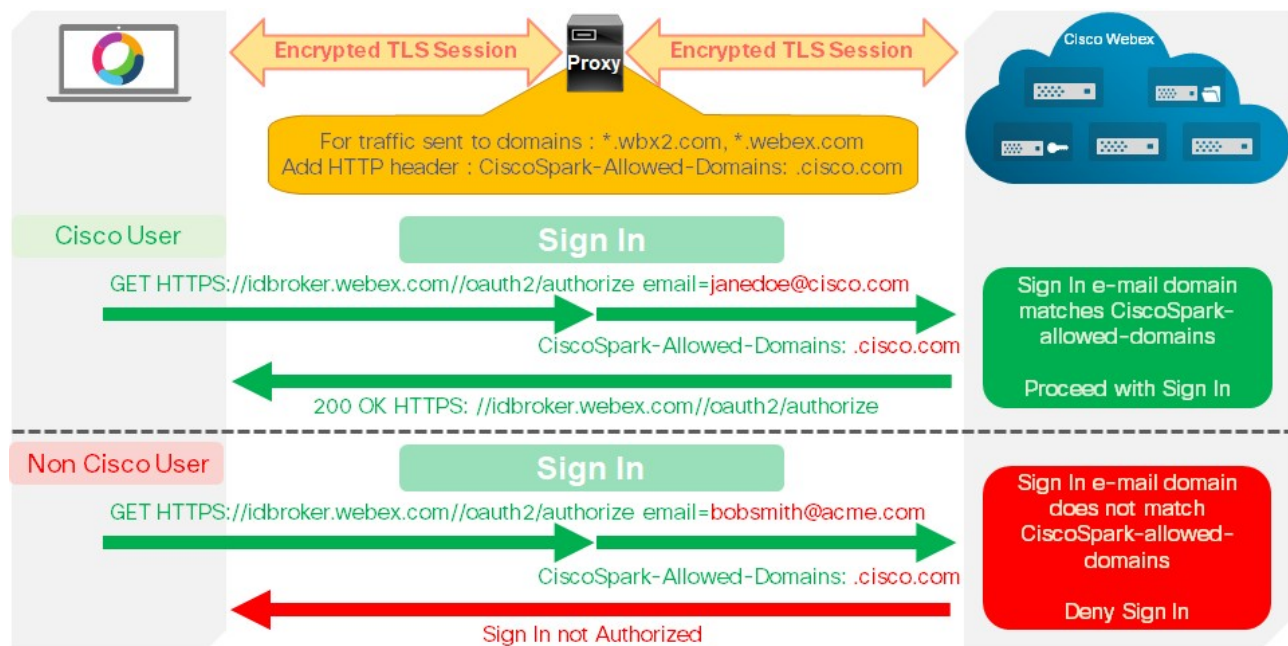 Encrypted TLS Session
Proxy
Encrypted TLS Session
Cisco Webex
For traffic sent to domains : *.wbx2.com, *.webex.com
Add HTTP header : CiscoSpark-Allowed-Domains: .cisco.com
Cisco User
Sign In
GET HTTPS://idbroker.webex.com//oauth2/authorize email=janedoe@cisco.com
CiscoSpark-Allowed-Domains: .cisco.com
200 OK HTTPS: //idbroker.webex.com//oauth2/authorize
Sign In e-mail domain
matches CiscoSpark-
allowed-domains
Proceed with Sign In
Non Cisco User
Sign In
GET HTTPS://idbroker.webex.com//oauth2/authorize email=bobsmith@acme.com
CiscoSpark-Allowed-Domains: .cisco.com
Sign In not Authorized
Sign In e-mail domain
does not match
CiscoSpark-allowed-
domains
Deny Sign In